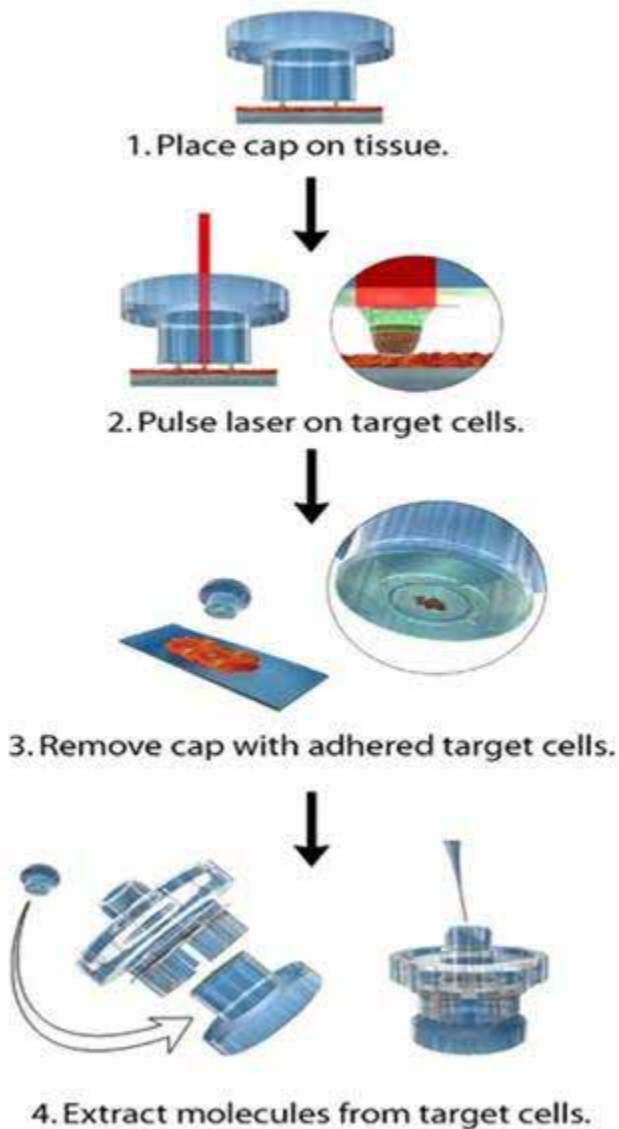 1. Place cap on tissue.
2. Pulse laser on target cells.
3. Remove cap with adhered target cells.
4. Extract molecules from target cells.